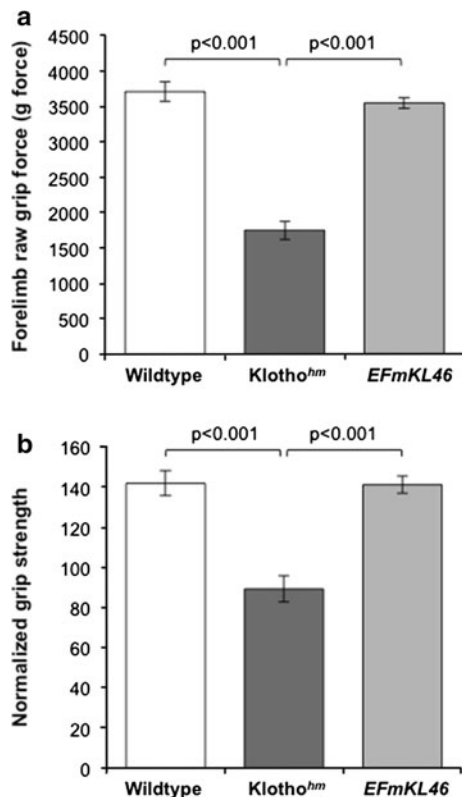 a
p<0.001 p<0.001
Forelimb raw grip force (g force)
4500
4000
3500
3000
2500
2000
1500
1000
500
0
Wildtype Klotho^hm EFmKL46
b
p<0.001 p<0.001
Normalized grip strength
160
140
120
100
80
60
40
20
0
Wildtype Klotho^hm EFmKL46